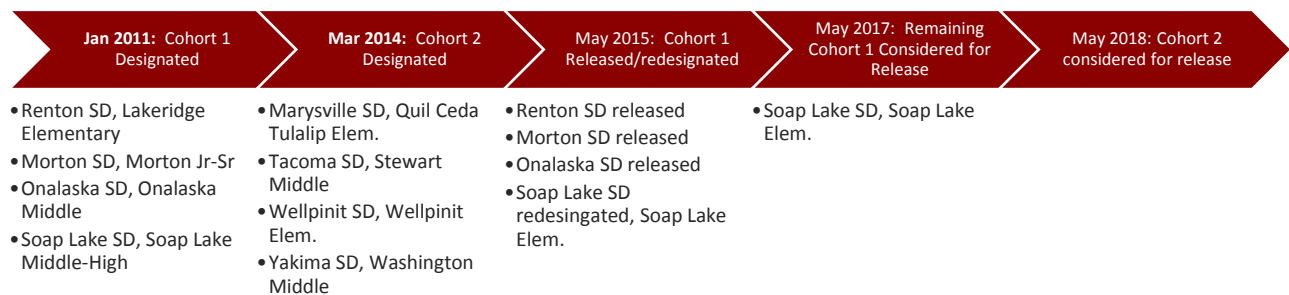 Jan 2011: Cohort 1
Designated
Mar 2014: Cohort 2
Designated
May 2015: Cohort 1
Released/redesignated
May 2017: Remaining
Cohort 1 Considered for
Release
May 2018: Cohort 2
considered for release
•Renton SD, Lakeridge
Elementary
•Morton SD, Morton Jr-Sr
•Onalaska SD, Onalaska
Middle
•Soap Lake SD, Soap Lake
Middle-High
•Marysville SD, Quil Ceda
Tulalip Elem.
•Tacoma SD, Stewart
Middle
•Wellpinit SD, Wellpinit
Elem.
•Yakima SD, Washington
Middle
•Renton SD released
•Morton SD released
•Onalaska SD released
•Soap Lake SD
redesingated, Soap Lake
Elem.
•Soap Lake SD, Soap Lake
Elem.